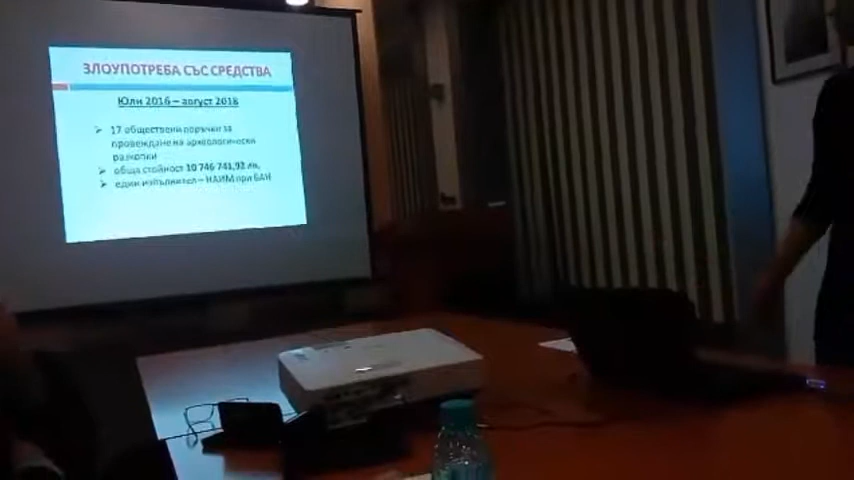 ЗЛОУПОТРЕБА СЪС СРЕДСТВА
Юли 2016 – август 2018
17 обществени поръчки за
провеждане на археологически
разкопки
обща стойност 10 746 741,92 лв.
един изпълнител – НАИМ при БАН